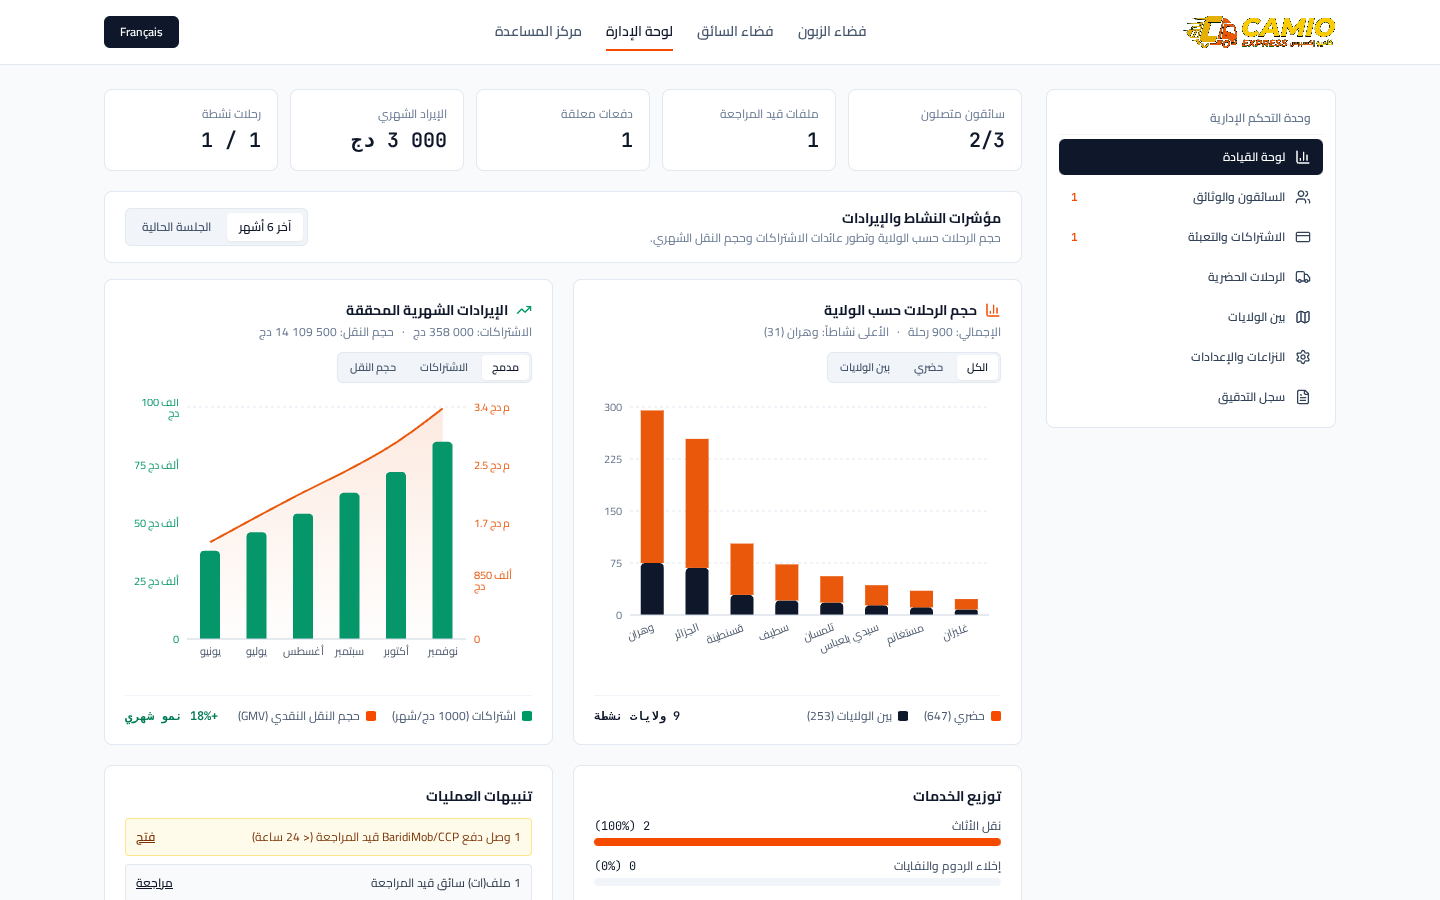 CAMIO
EXPRESS
فضاء الزبون
فضاء السائق
لوحة الإدارة
مركز المساعدة
Français
وحدة التحكم الإدارية
لوحة القيادة
السائقون والوثائق 1
الاشتراكات والتعبئة 1
الرحلات الحضرية
بين الولايات
النزاعات والإعدادات
سجل التدقيق
سائقون متصلون
2/3
ملفات قيد المراجعة
1
دفعات معلقة
1
الإيراد الشهري
3 000 دج
رحلات نشطة
1 / 1
مؤشرات النشاط والإيرادات
حجم الرحلات حسب الولاية وتطور عائدات الاشتراكات وحجم النقل الشهري.
آخر 6 أشهر
الجلسة الحالية
حجم الرحلات حسب الولاية
الإجمالي: 900 رحلة · الأعلى نشاطاً: وهران (31)
الكل
حضري
بين الولايات
300
225
150
75
0
وهران
الجزائر
قسنطينة
سطيف
تلمسان
سيدي بلعباس
مستغانم
غليزان
حضري (647)
بين الولايات (253)
9 ولايات نشطة
الإيرادات الشهرية المحققة
الاشتراكات: 000 358 دج · حجم النقل: 500 109 14 دج
مدمج
الاشتراكات
حجم النقل
100 ألف دج
75 ألف دج
50 ألف دج
25 ألف دج
0
3.4 م دج
2.5 م دج
1.7 م دج
850 ألف دج
0
يونيو
يوليو
أغسطس
سبتمبر
أكتوبر
نوفمبر
اشتراكات (1000 دج/شهر)
حجم النقل النقدي (GMV)
+18% نمو شهري
توزيع الخدمات
نقل الأثاث
2 (100%)
إخلاء الردوم والنفايات
0 (0%)
تنبيهات العمليات
1 وصل دفع BaridiMob/CCP قيد المراجعة (< 24 ساعة)
فتح
1 ملف(ات) سائق قيد المراجعة
مراجعة